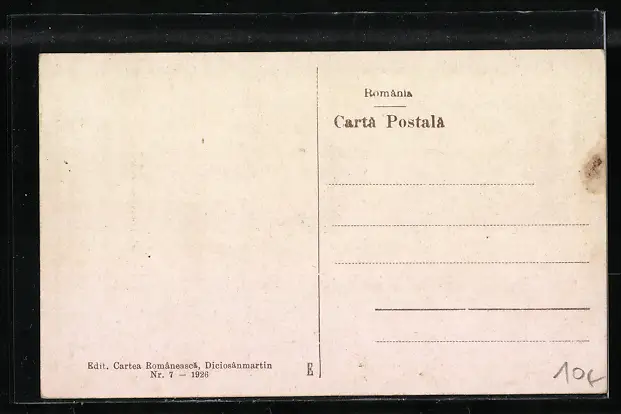 România
Cartă Postală
Edit. Cartea Românească, Diciosânmartin
Nr. 7 – 1926
E
10.